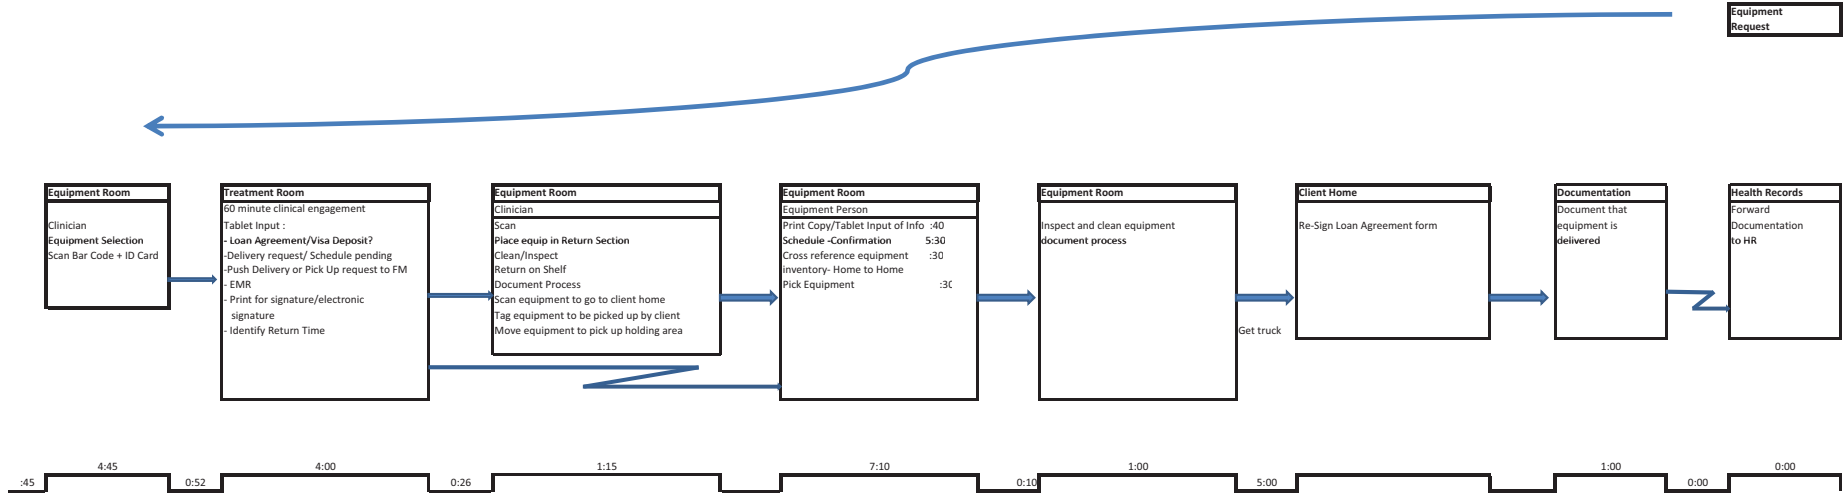 Equipment
Request
Equipment Room
Clinician
Equipment Selection
Scan Bar Code + ID Card
Treatment Room
60 minute clinical engagement
Tablet Input :
- Loan Agreement/Visa Deposit?
-Delivery request/ Schedule pending
-Push Delivery or Pick Up request to FM
- EMR
- Print for signature/electronic
signature
- Identify Return Time
Equipment Room
Clinician
Scan
Place equip in Return Section
Clean/Inspect
Return on Shelf
Document Process
Scan equipment to go to client home
Tag equipment to be picked up by client
Move equipment to pick up holding area
Equipment Room
Equipment Person
Print Copy/Tablet Input of Info :40
Schedule -Confirmation 5:30
Cross reference equipment :30
inventory- Home to Home
Pick Equipment :30
Equipment Room
Inspect and clean equipment
document process
Get truck
Client Home
Re-Sign Loan Agreement form
Documentation
Document that
equipment is
delivered
Health Records
Forward
Documentation
to HR
4:45 4:00 1:15 7:10 1:00 1:00 0:00
:45 0:52 0:26 0:10 5:00 0:00